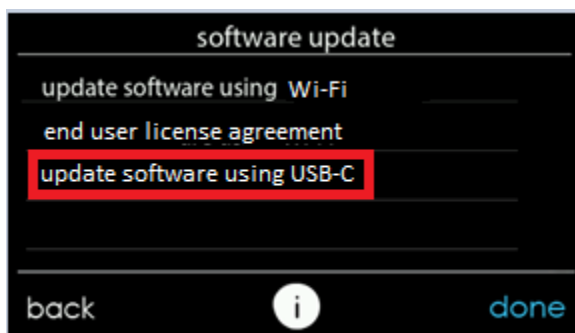 software update
update software using Wi-Fi
end user license agreement
update software using USB-C
back i done